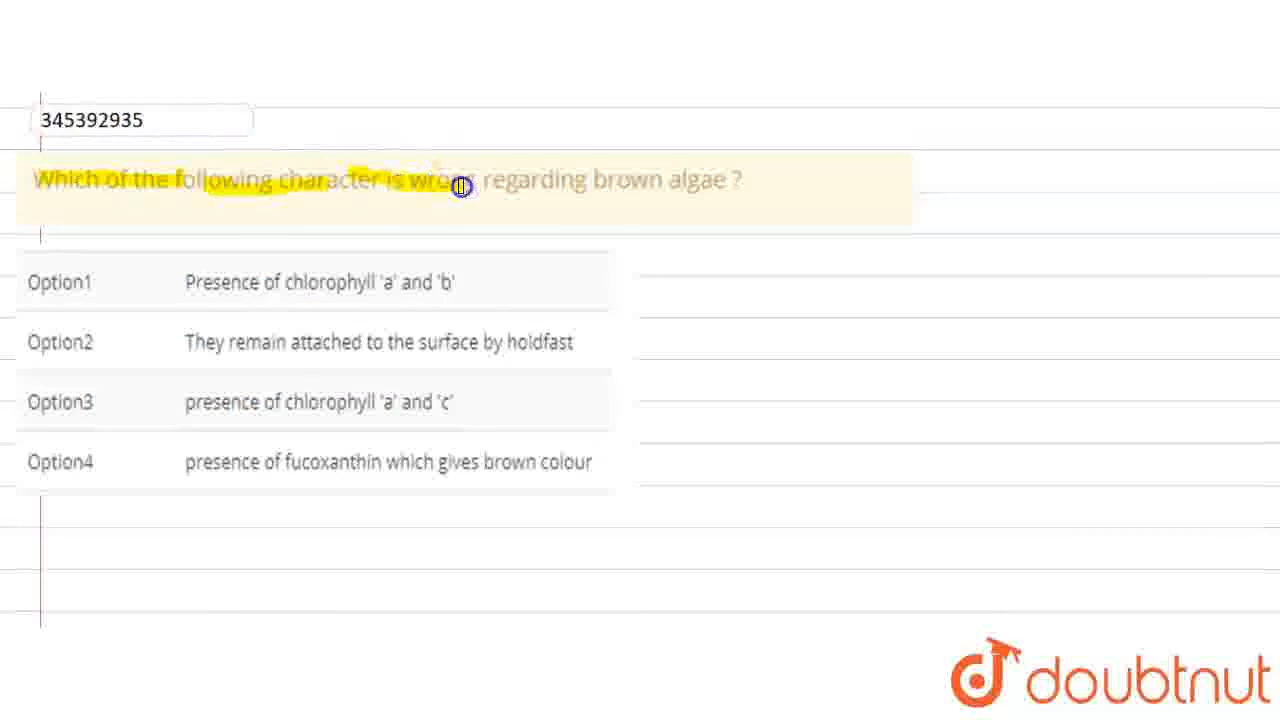 345392935
Which of the following character is wrong regarding brown algae ?
Option1 Presence of chlorophyll 'a' and 'b'
Option2 They remain attached to the surface by holdfast
Option3 presence of chlorophyll 'a' and 'c'
Option4 presence of fucoxanthin which gives brown colour
doubtnut